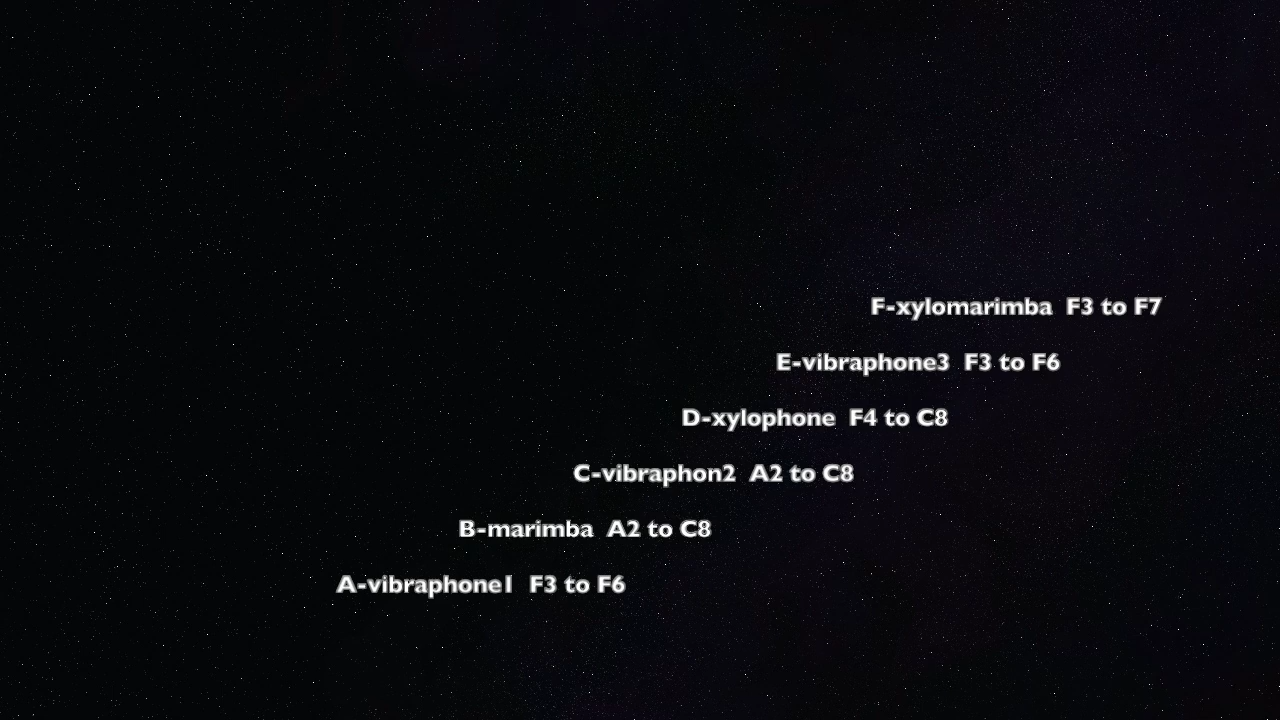 F-xylomarimba  F3 to F7
E-vibraphone3  F3 to F6
D-xylophone  F4 to C8
C-vibraphon2  A2 to C8
B-marimba  A2 to C8
A-vibraphone1  F3 to F6